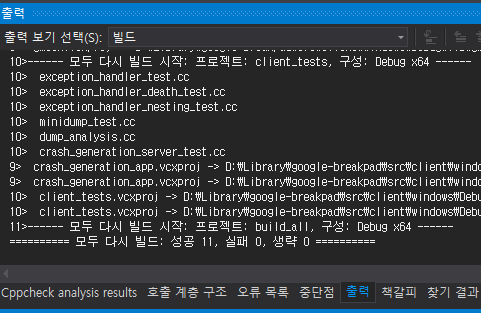 출력
출력 보기 선택(S): 빌드
10>------ 모두 다시 빌드 시작: 프로젝트: client_tests, 구성: Debug x64 ------
10>  exception_handler_test.cc
10>  exception_handler_death_test.cc
10>  exception_handler_nesting_test.cc
10>  minidump_test.cc
10>  dump_analysis.cc
10>  crash_generation_server_test.cc
9>  crash_generation_app.vcxproj -> D:₩Library₩google-breakpad₩src₩client₩wind
9>  crash_generation_app.vcxproj -> D:₩Library₩google-breakpad₩src₩client₩wind
10>  client_tests.vcxproj -> D:₩Library₩google-breakpad₩src₩client₩windows₩Deb
10>  client_tests.vcxproj -> D:₩Library₩google-breakpad₩src₩client₩windows₩Deb
11>------ 모두 다시 빌드 시작: 프로젝트: build_all, 구성: Debug x64 ------
========== 모두 다시 빌드: 성공 11, 실패 0, 생략 0 ==========
Cppcheck analysis results 호출 계층 구조 오류 목록 중단점 출력 책갈피 찾기 결과